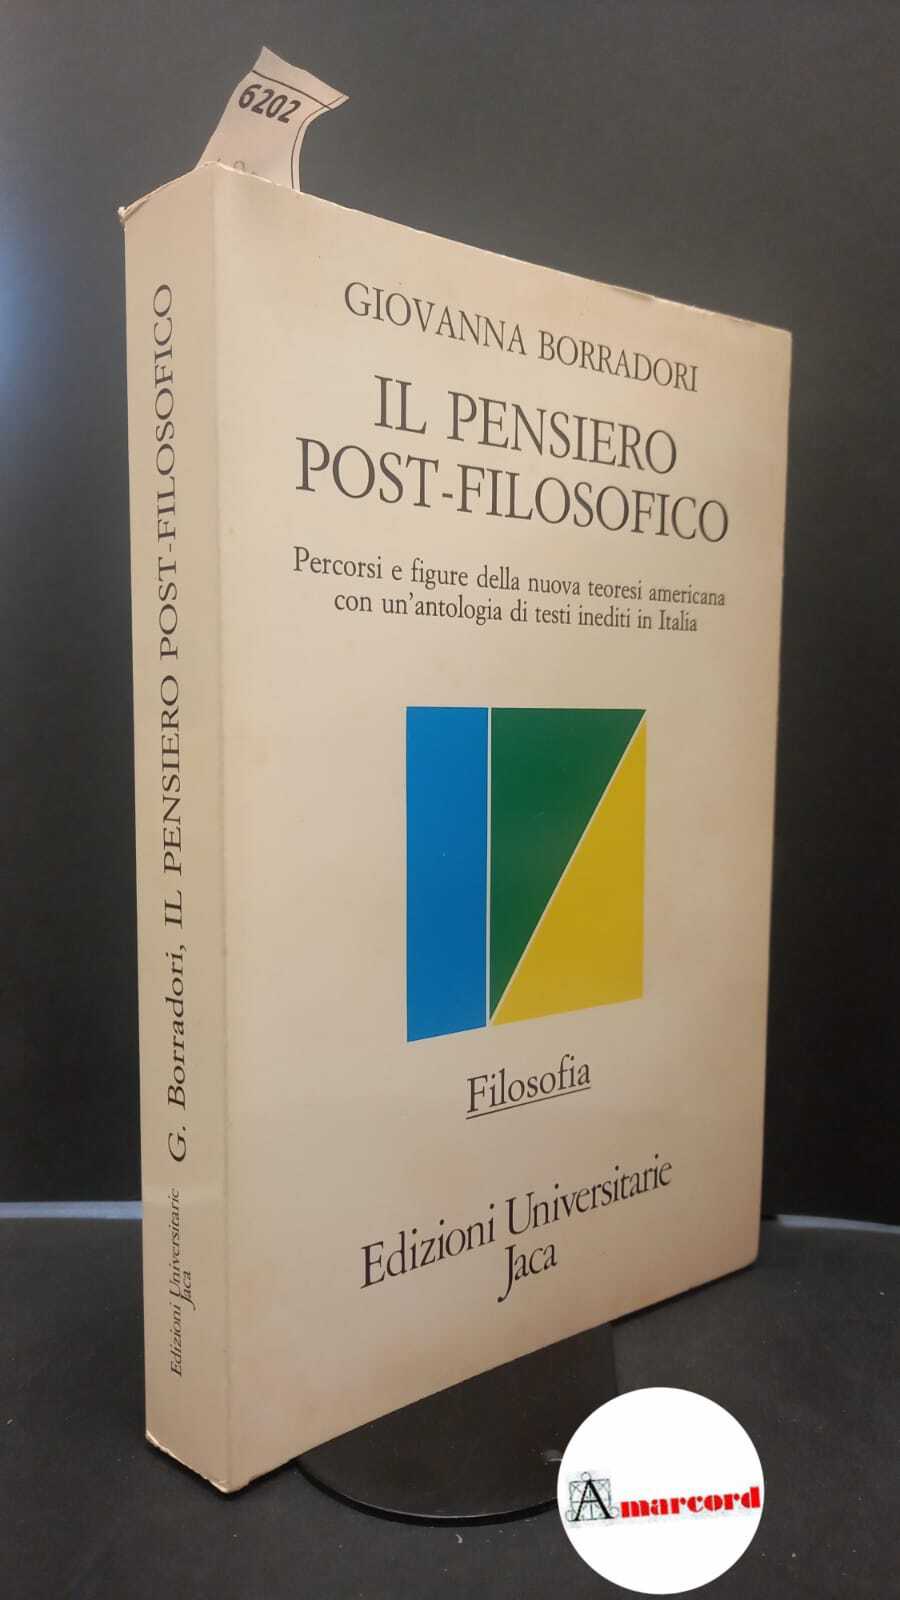 6202
GIOVANNA BORRADORI
IL PENSIERO
POST-FILOSOFICO
Percorsi e figure della nuova teoresi americana
con un'antologia di testi inediti in Italia
Filosofia
Edizioni Universitarie
Jaca
G. Borradori, IL PENSIERO POST-FILOSOFICO
Edizioni Universitarie
Jaca
Amarcord